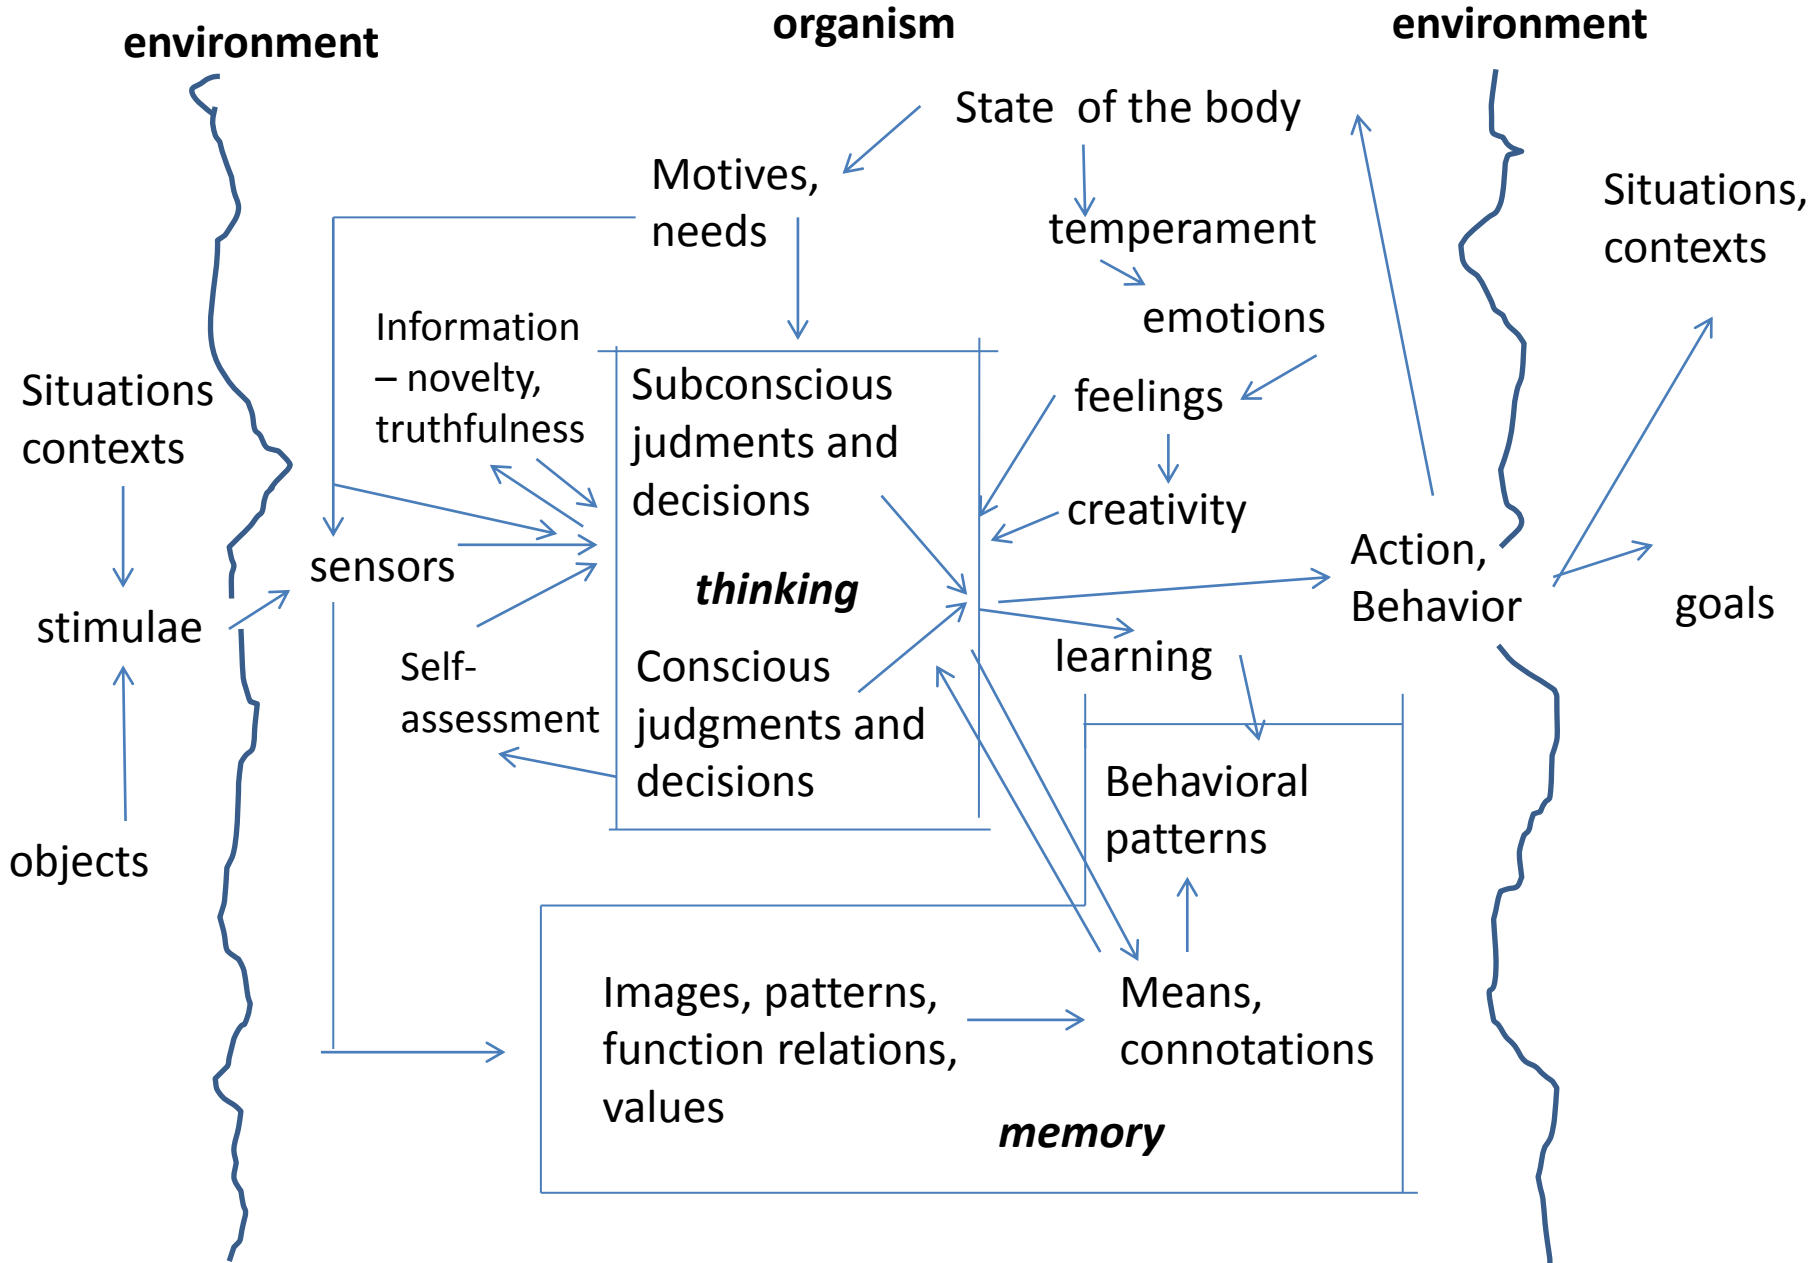 environment
organism
environment
State of the body
Motives,
needs
temperament
Situations,
contexts
emotions
Information
– novelty,
truthfulness
Situations
contexts
Subconscious
judments and
decisions
feelings
creativity
sensors
thinking
Action,
Behavior
stimulae
goals
learning
Self-
assessment
Conscious
judgments and
decisions
Behavioral
patterns
objects
Images, patterns,
function relations,
values
Means,
connotations
memory